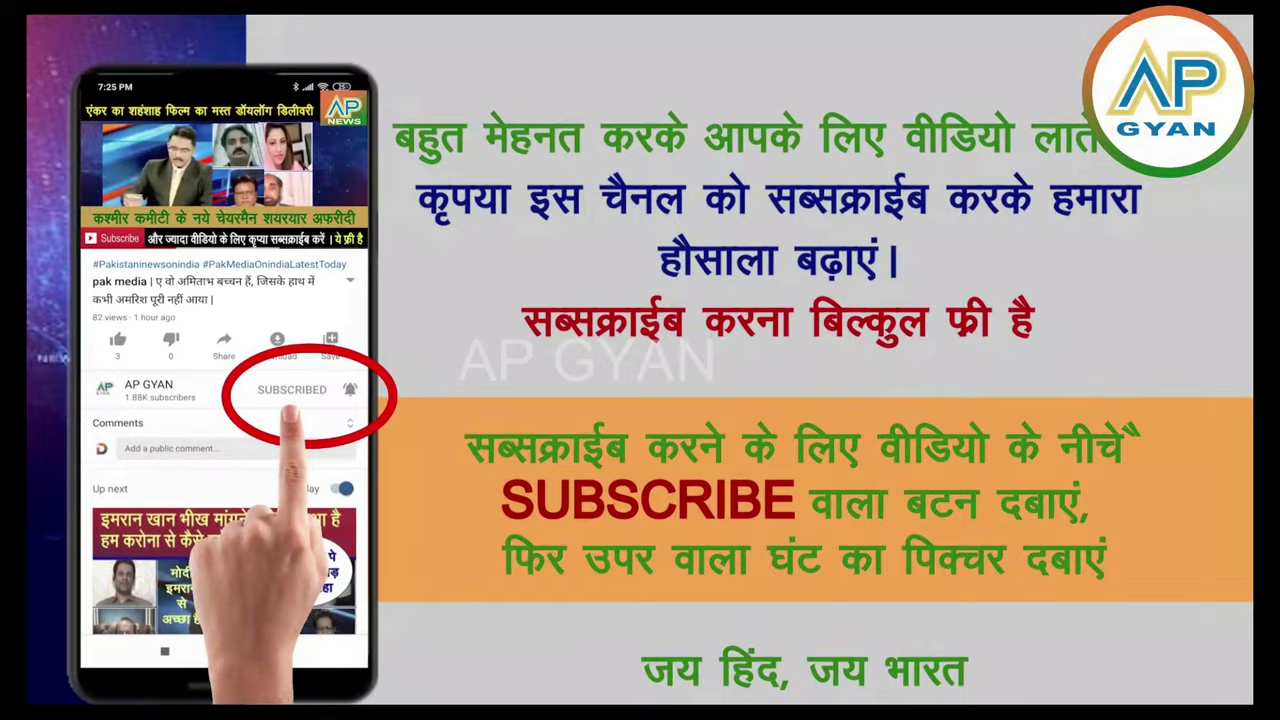 7:25 PM
एंकर का शहंशाह फिल्म का मस्त डॉयलॉग डिलीवरी
AP
NEWS
कश्मीर कमीटी के नये चेयरमैन शयरयार अफरीदी
Subscribe और ज्यादा वीडियो के लिए कृप्या सब्सक्राईब करें । ये फ्री है
#Pakistaninewsonindia #PakMediaOnindiaLatestToday
pak media | ए वो अमिताभ बच्चन हैं, जिसके हाथ में
कभी अमरिश पूरी नहीं आया |
82 views · 1 hour ago
3 0 Share Save
AP GYAN
1.88K subscribers
SUBSCRIBED
Comments
Add a public comment...
Up next
इमरान खान भीख मांगने है
हम करोना से कैसे
मोदी
से
अच्छा
AP
GYAN
बहुत मेहनत करके आपके लिए वीडियो लाते
कृपया इस चैनल को सब्सक्राईब करके हमारा
हौसाला बढ़ाएं।
सब्सक्राईब करना बिल्कुल फ्री है
AP GYAN
सब्सक्राईब करने के लिए वीडियो के नीचे
SUBSCRIBE वाला बटन दबाएं,
फिर उपर वाला घंट का पिक्चर दबाएं
जय हिंद, जय भारत